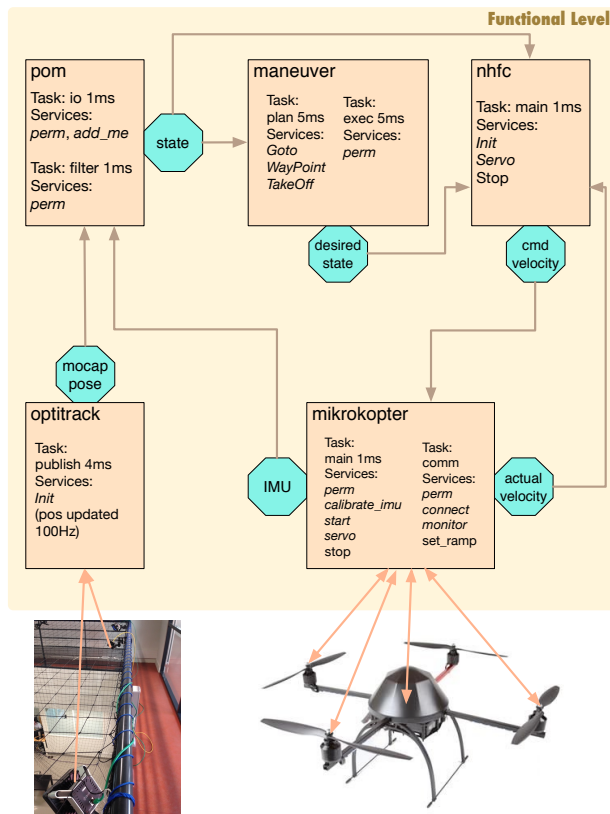 Functional Level
pom
Task: io 1ms
Services:
perm, add_me
Task: filter 1ms
Services:
perm
state
maneuver
Task:
plan 5ms
Services:
Goto
WayPoint
TakeOff
Task:
exec 5ms
Services:
perm
desired
state
nhfc
Task: main 1ms
Services:
Init
Servo
Stop
cmd
velocity
mocap
pose
optitrack
Task:
publish 4ms
Services:
Init
(pos updated
100Hz)
IMU
mikrokopter
Task:
main 1ms
Services:
perm
calibrate_imu
start
servo
stop
Task:
comm
Services:
perm
connect
monitor
set_ramp
actual
velocity